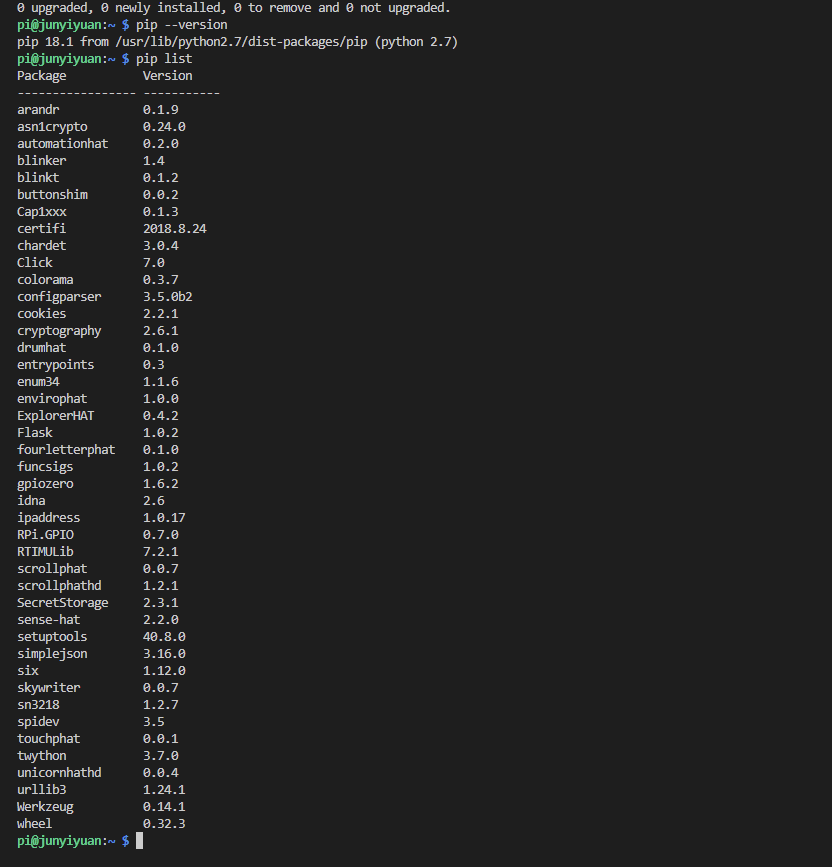 0 upgraded, 0 newly installed, 0 to remove and 0 not upgraded.
pi@junyiyuan:~ $ pip --version
pip 18.1 from /usr/lib/python2.7/dist-packages/pip (python 2.7)
pi@junyiyuan:~ $ pip list
Package           Version
----------------- -----------
arandr            0.1.9
asn1crypto        0.24.0
automationhat     0.2.0
blinker           1.4
blinkt            0.1.2
buttonshim        0.0.2
Cap1xxx           0.1.3
certifi           2018.8.24
chardet           3.0.4
Click             7.0
colorama          0.3.7
configparser      3.5.0b2
cookies           2.2.1
cryptography      2.6.1
drumhat           0.1.0
entrypoints       0.3
enum34            1.1.6
envirophat        1.0.0
ExplorerHAT       0.4.2
Flask             1.0.2
fourletterphat    0.1.0
funcsigs          1.0.2
gpiozero          1.6.2
idna              2.6
ipaddress         1.0.17
RPi.GPIO          0.7.0
RTIMULib          7.2.1
scrollphat        0.0.7
scrollphathd      1.2.1
SecretStorage     2.3.1
sense-hat         2.2.0
setuptools        40.8.0
simplejson        3.16.0
six               1.12.0
skywriter         0.0.7
sn3218            1.2.7
spidev            3.5
touchphat         0.0.1
twython           3.7.0
unicornhathd      0.0.4
urllib3           1.24.1
Werkzeug          0.14.1
wheel             0.32.3
pi@junyiyuan:~ $